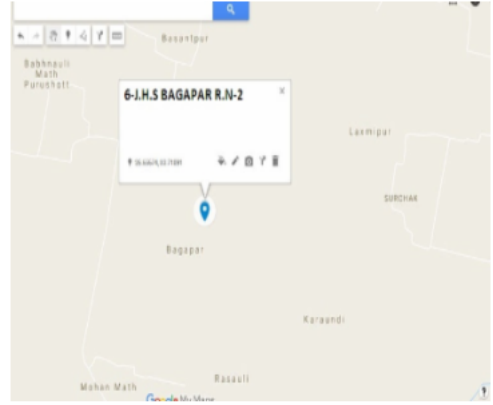 Basantpur
Babhnauli
Math
Purushott
6-J.H.S BAGAPAR R.N-2
Laxmipur
SURCHAK
Bagapar
Karaundi
Rasauli
Mohan Math
Google My Maps